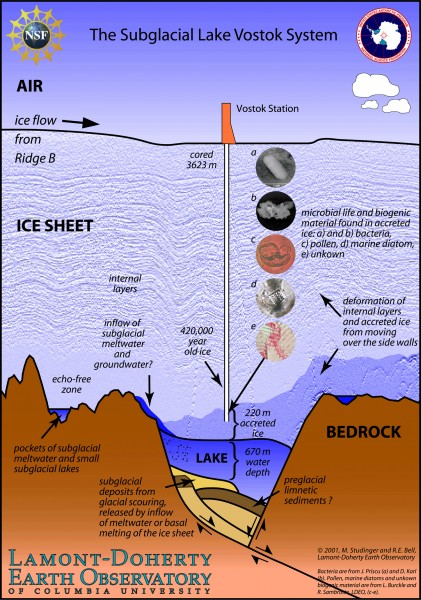 NSF
The Subglacial Lake Vostok System
AIR
Vostok Station
ice flow
from
Ridge B
cored
3623 m
a
b
c
d
e
microbial life and biogenic
material found in accreted
ice: a) and b) bacteria,
c) pollen, d) marine diatom,
e) unkown
ICE SHEET
internal
layers
deformation of
internal layers
and accreted ice
from moving
over the side walls
inflow of
subglacial
meltwater
and
groundwater?
420,000
year
old ice
echo-free
zone
220 m
accreted
ice
BEDROCK
LAKE
670 m
water
depth
pockets of subglacial
meltwater and small
subglacial lakes
subglacial
deposits from
glacial scouring,
released by inflow
of meltwater or basal
melting of the ice sheet
preglacial
limnetic
sediments ?
LAMONT-DOHERTY
EARTH OBSERVATORY
OF COLUMBIA UNIVERSITY
© 2001, M. Studinger and R.E. Bell,
Lamont-Doherty Earth Observatory
Bacteria are from J. Priscu (a) and D. Karl
(b). Pollen, marine diatoms and unkown
biogenic material are from L. Burckle and
R. Sambrotto, LDEO, (c-e).